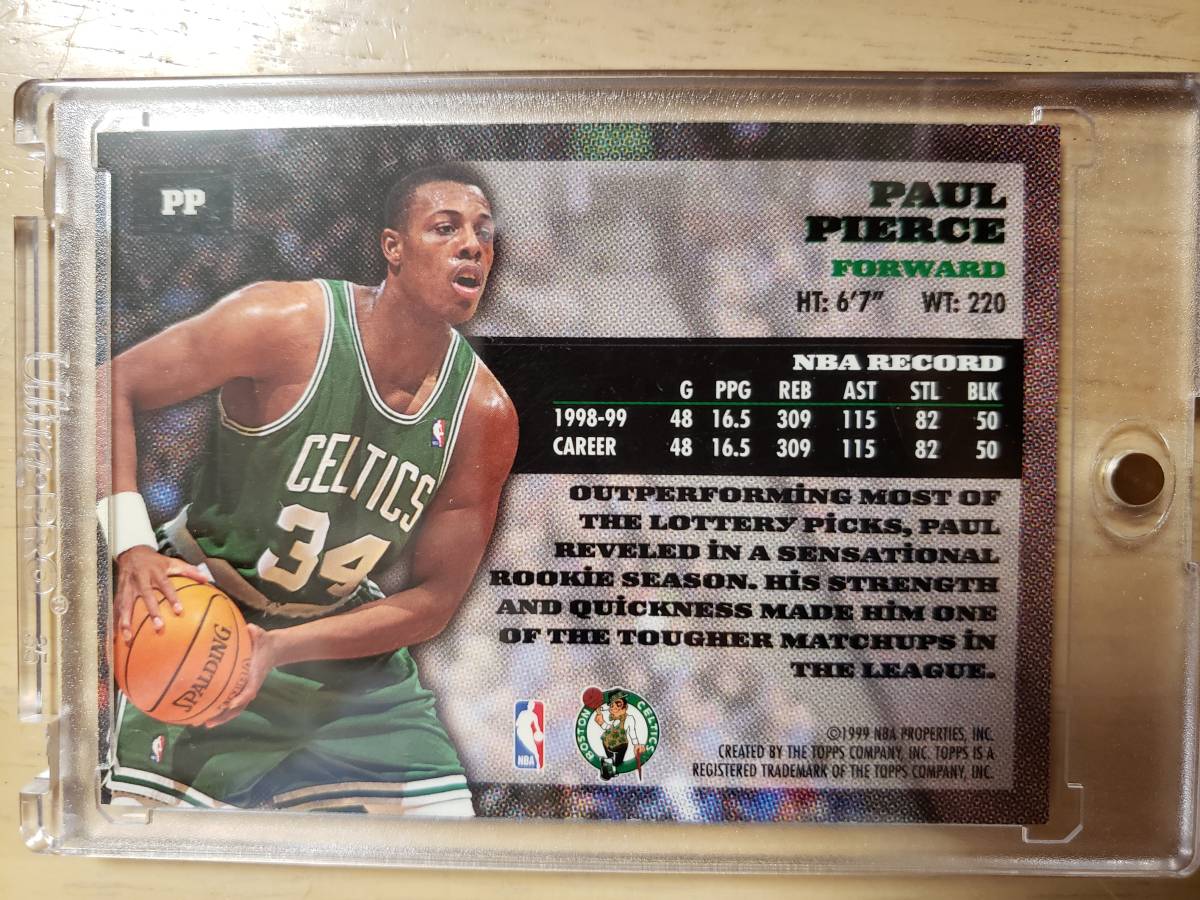 PP
PAUL
PIERCE
FORWARD
HT: 6'7" WT: 220
NBA RECORD
G PPG REB AST STL BLK
1998-99 48 16.5 309 115 82 50
CAREER 48 16.5 309 115 82 50
OUTPERFORMING MOST OF
THE LOTTERY PICKS, PAUL
REVELED IN A SENSATIONAL
ROOKIE SEASON. HIS STRENGTH
AND QUICKNESS MADE HIM ONE
OF THE TOUGHER MATCHUPS IN
THE LEAGUE.
©1999 NBA PROPERTIES, INC.
CREATED BY THE TOPPS COMPANY, INC. TOPPS IS A
REGISTERED TRADEMARK OF THE TOPPS COMPANY, INC.
NBA
BOSTON CELTICS
CELTICS
34
SPALDING
ULTRA PRO®